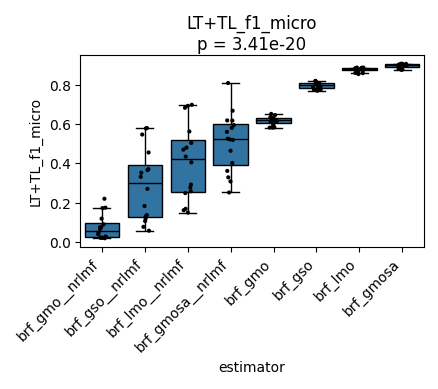 LT+TL_f1_micro
p = 3.41e-20
LT+TL_f1_micro
0.8
0.6
0.4
0.2
0.0
brf_gmo__nrlmf
brf_gso__nrlmf
brf_lmo__nrlmf
brf_gmosa__nrlmf
brf_gmo
brf_gso
brf_lmo
brf_gmosa
estimator